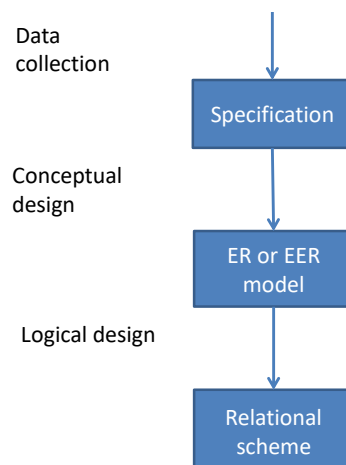 Data
collection
Specification
Conceptual
design
ER or EER
model
Logical design
Relational
scheme